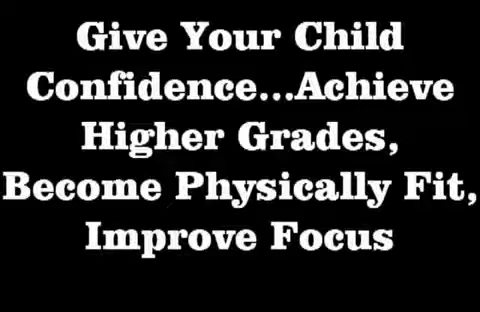 Give Your Child
Confidence...Achieve
Higher Grades,
Become Physically Fit,
Improve Focus